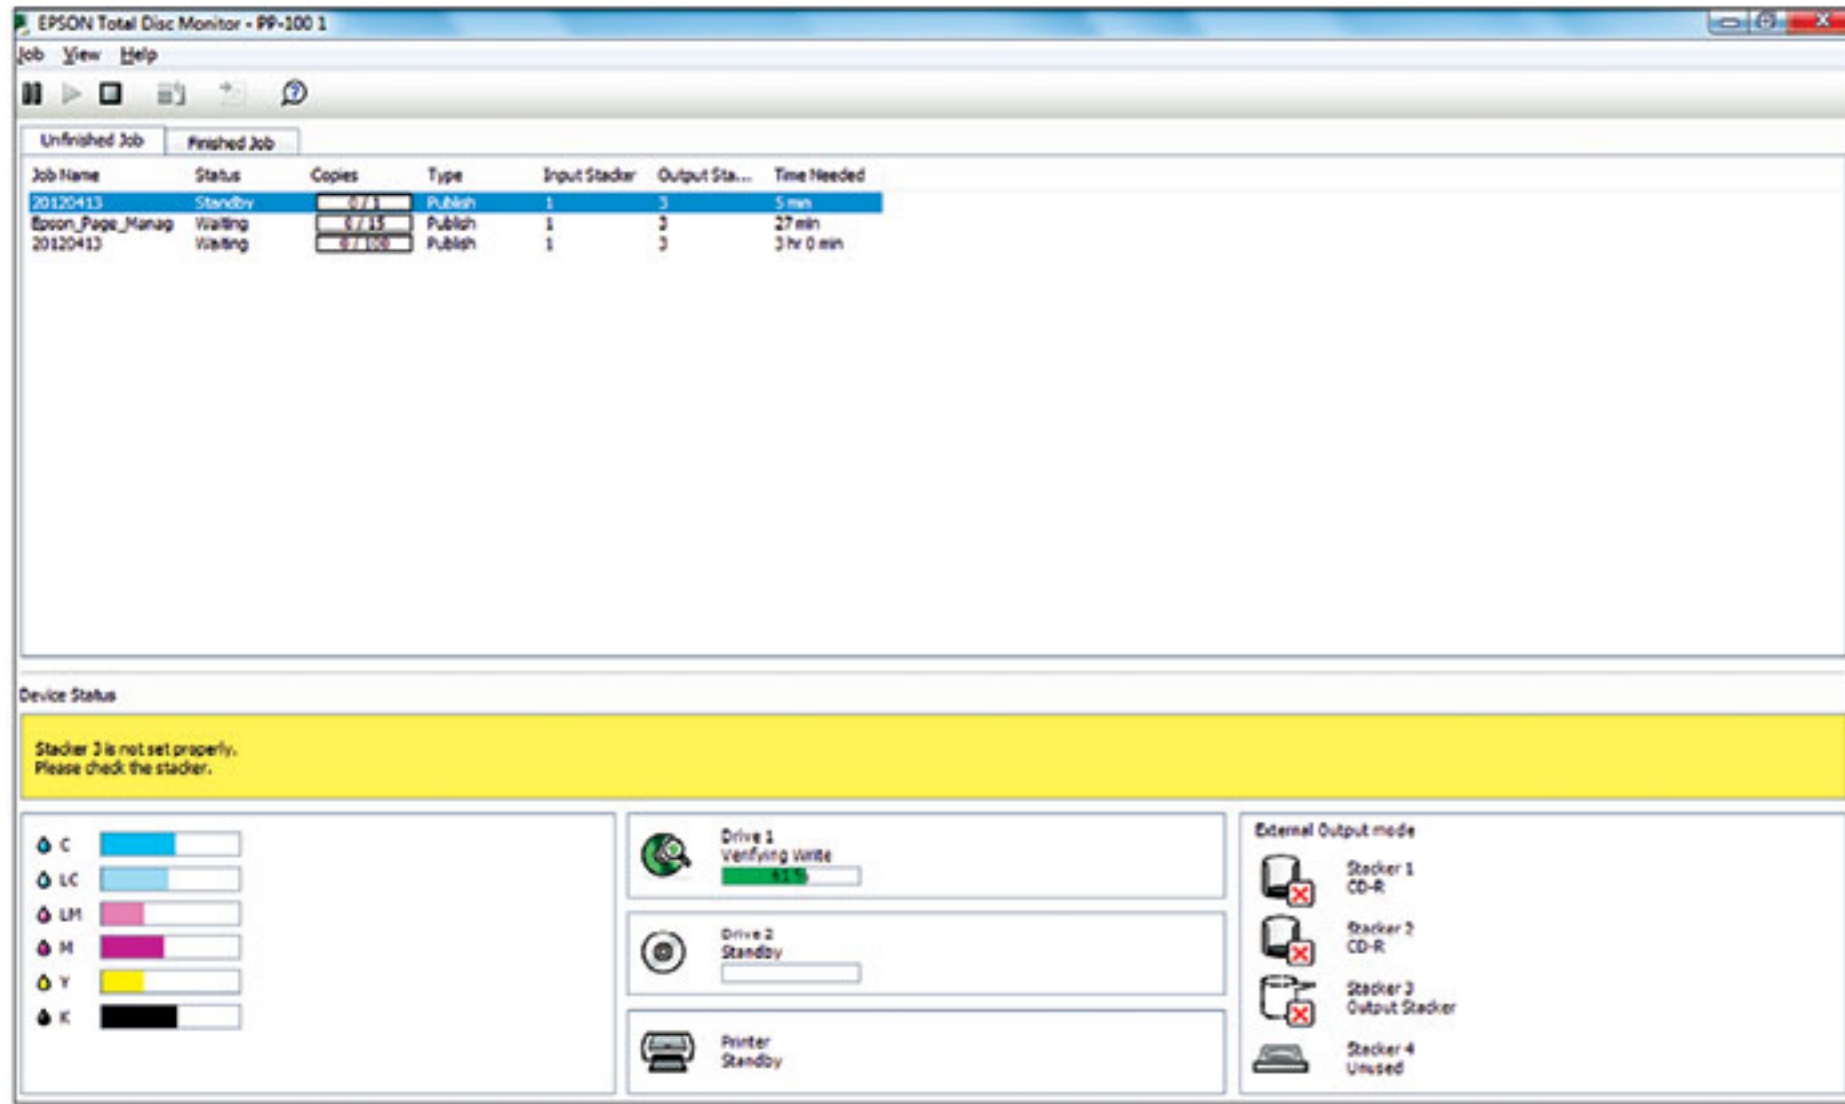 EPSON Total Disc Monitor - PP-100 1
Job View Help
Unfinished Job Finished Job
Job Name Status Copies Type Input Stacker Output Sta... Time Needed
20120413 Standby 0 / 1 Publish 1 3 5 min
Epson_Page_Manag Waiting 0 / 15 Publish 1 3 27 min
20120413 Waiting 0 / 100 Publish 1 3 3 hr 0 min
Device Status
Stacker 3 is not set properly.
Please check the stacker.
C
LC
LM
M
Y
K
Drive 1
Verifying Write
61 %
Drive 2
Standby
Printer
Standby
External Output mode
Stacker 1
CD-R
Stacker 2
CD-R
Stacker 3
Output Stacker
Stacker 4
Unused